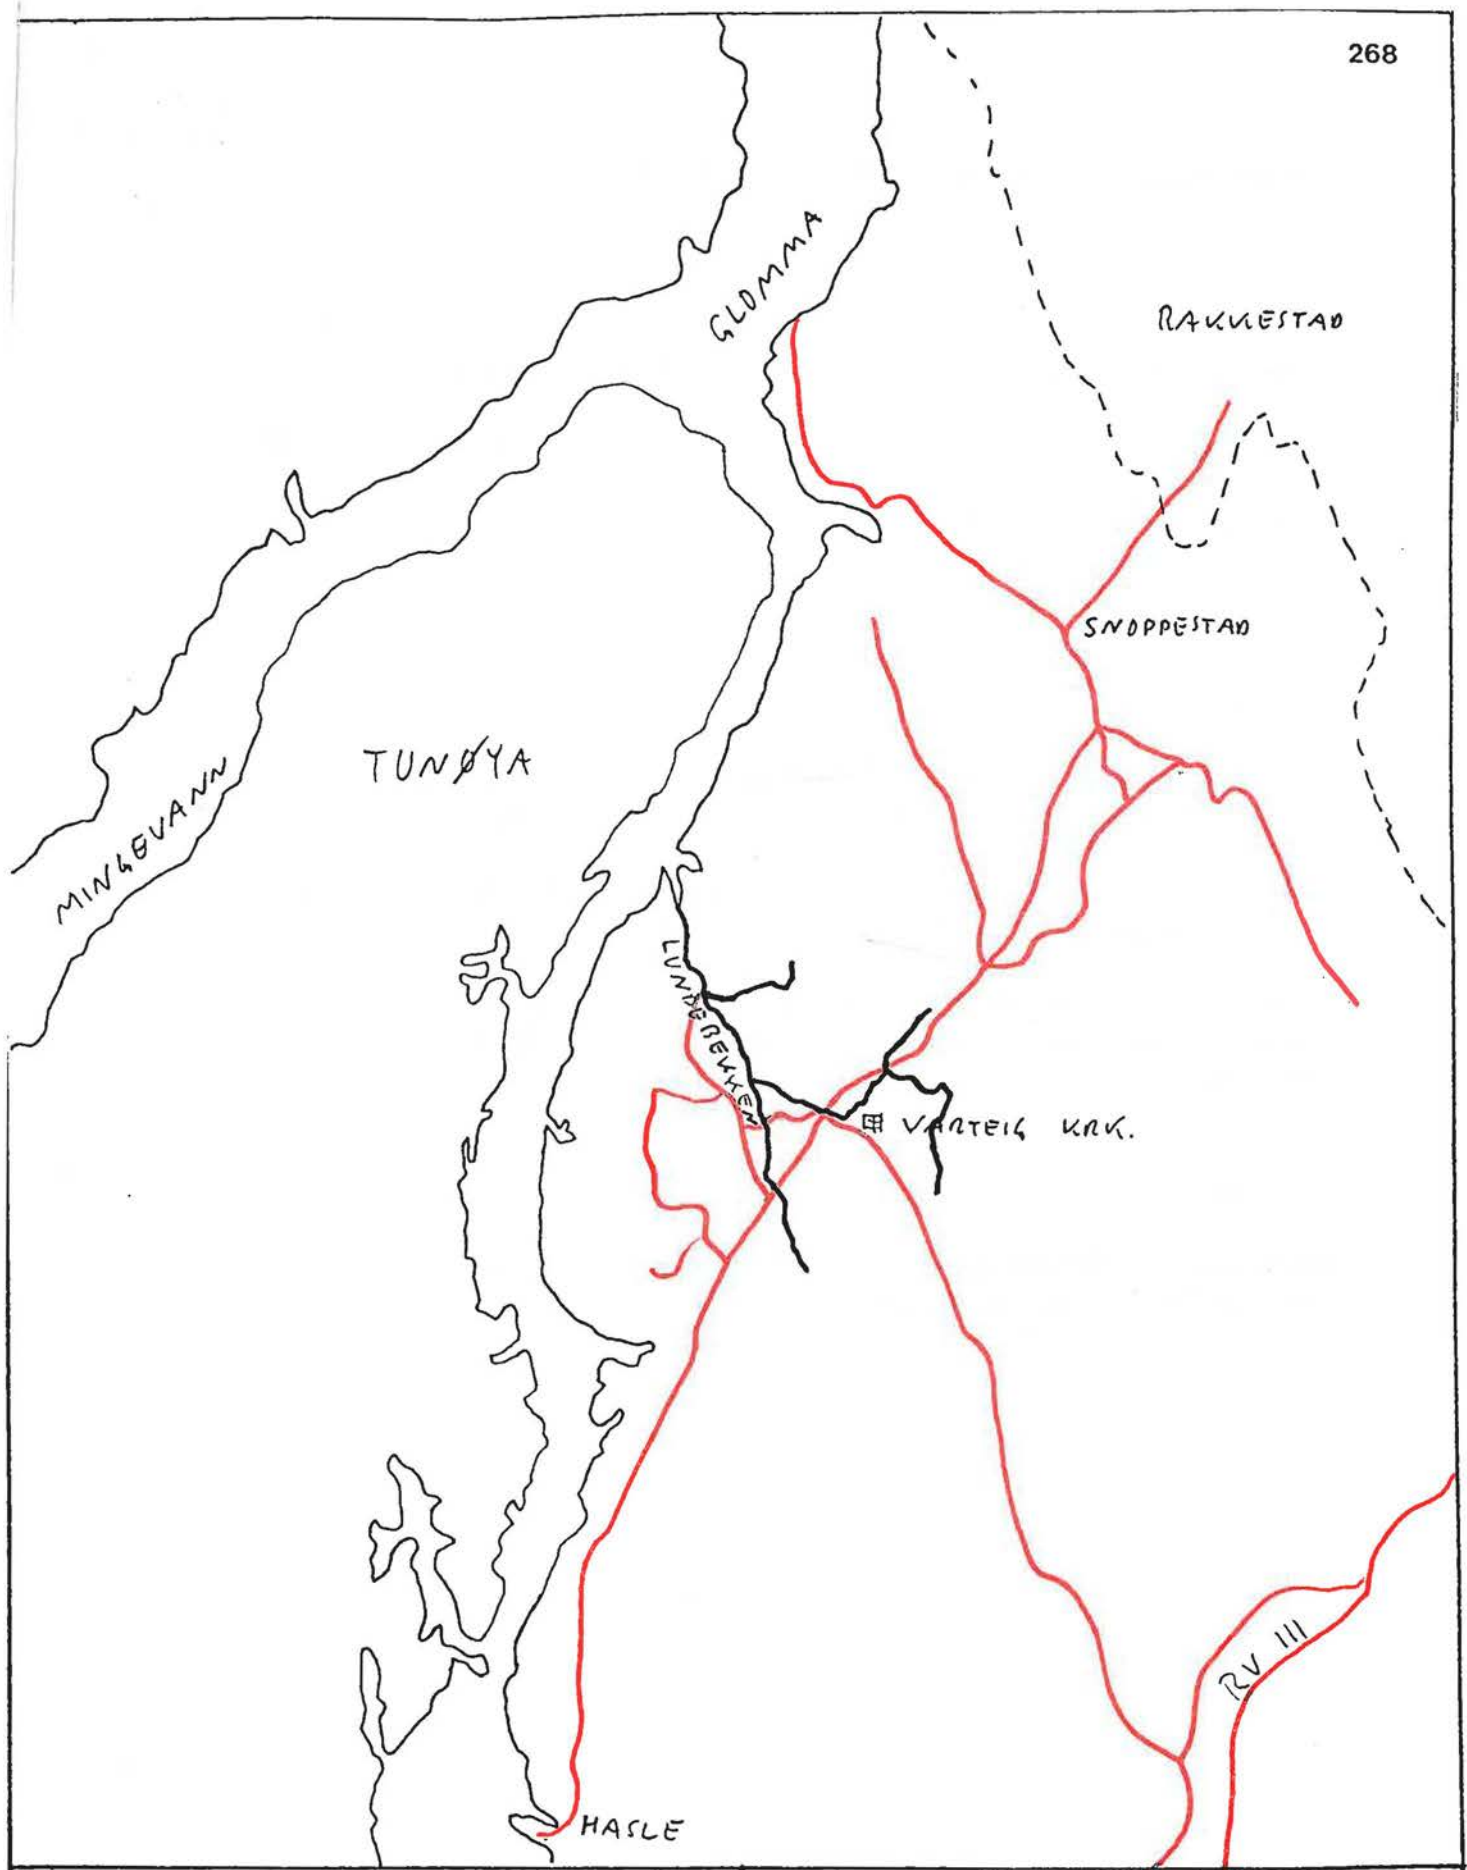 268
GLOMMA
RAKKESTAD
SNOPPESTAD
TUNØYA
MINGEVANN
LUNDEBEKKEN
VARTEIG KRK.
RV 111
HASLE